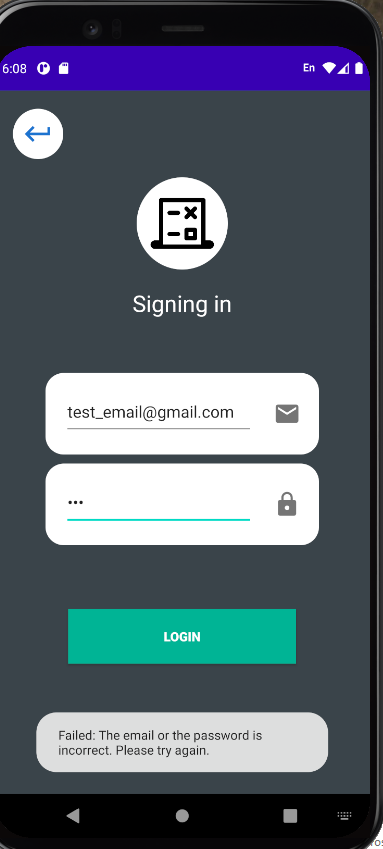 6:08
En
Signing in
test_email@gmail.com
•••
LOGIN
Failed: The email or the password is
incorrect. Please try again.